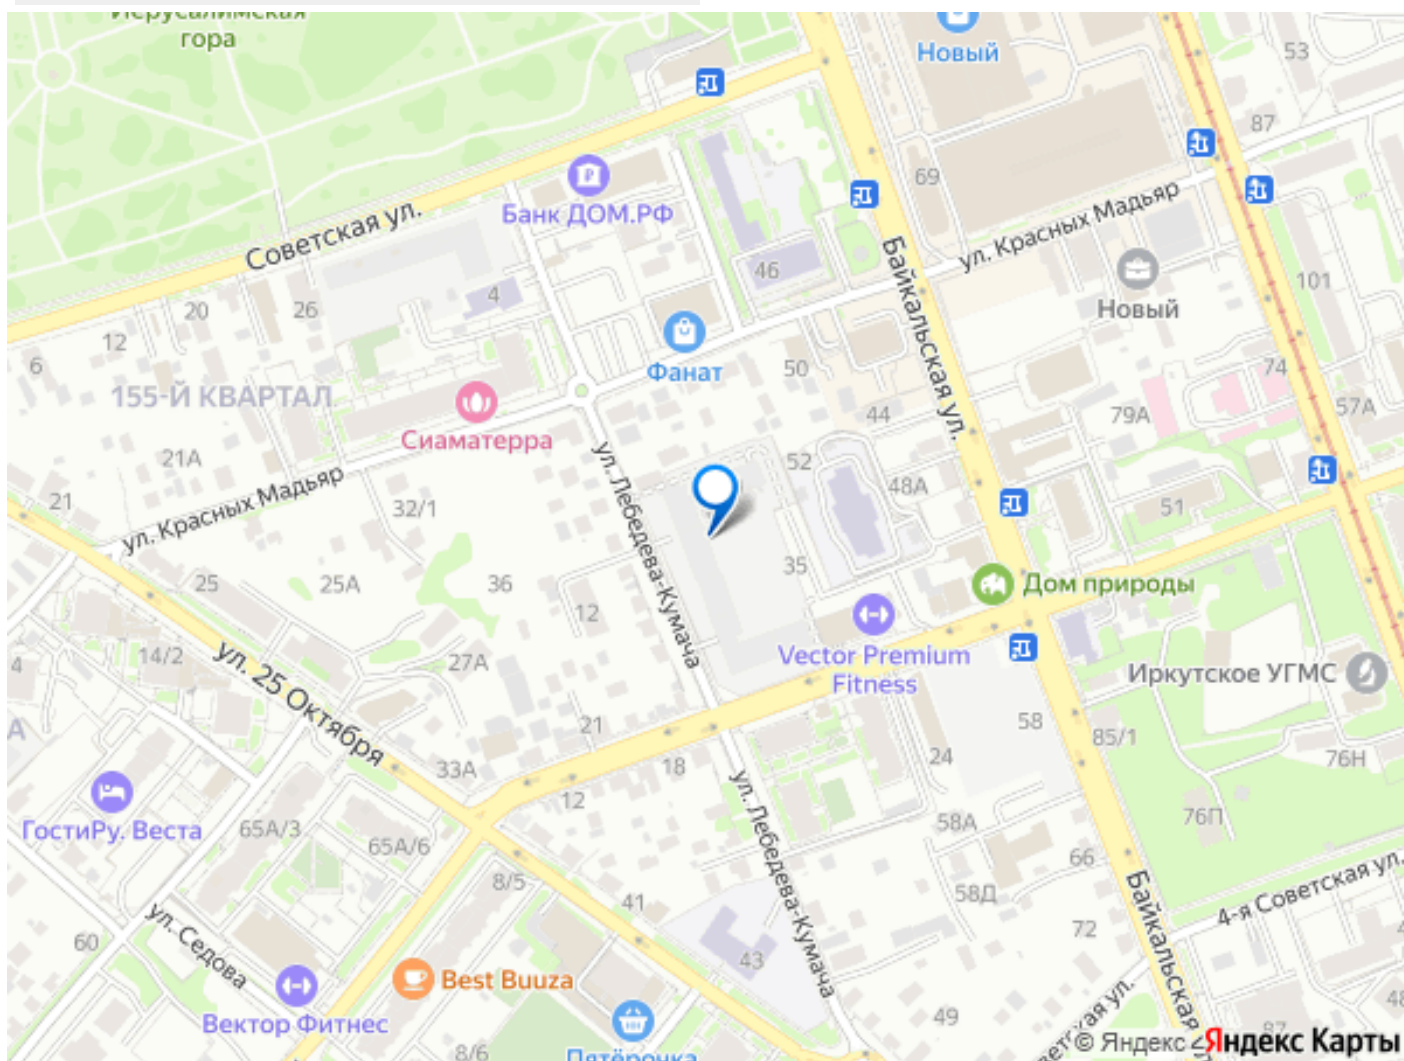 Иерусалимская
гора
Новый
53
87
69
Банк ДОМ.РФ
Советская ул.
ул. Красных Мадьяр
46
Байкальская ул.
Новый
101
4
20
26
12
6
Фанат
50
74
155-Й КВАРТАЛ
44
79А
57А
Сиаматерра
21А
52
48А
21
ул. Красных Мадьяр
32/1
ул. Лебедева-Кумача
51
25
25А
36
35
12
Дом природы
14/2
4
ул. 25 Октября
27А
Vector Premium
Fitness
Иркутское УГМС
А
21
58
85/1
33А
18
24
76Н
12
ул. Лебедева-Кумача
ГостиРу. Веста
65А/3
65А/6
58А
76П
66
8/5
41
58Д
Байкальская
4-я Советская ул.
ул. Седова
60
72
43
Best Buuza
Вектор Фитнес
49
8/6
Пятёрочка
87
© Яндекс
Яндекс Карты